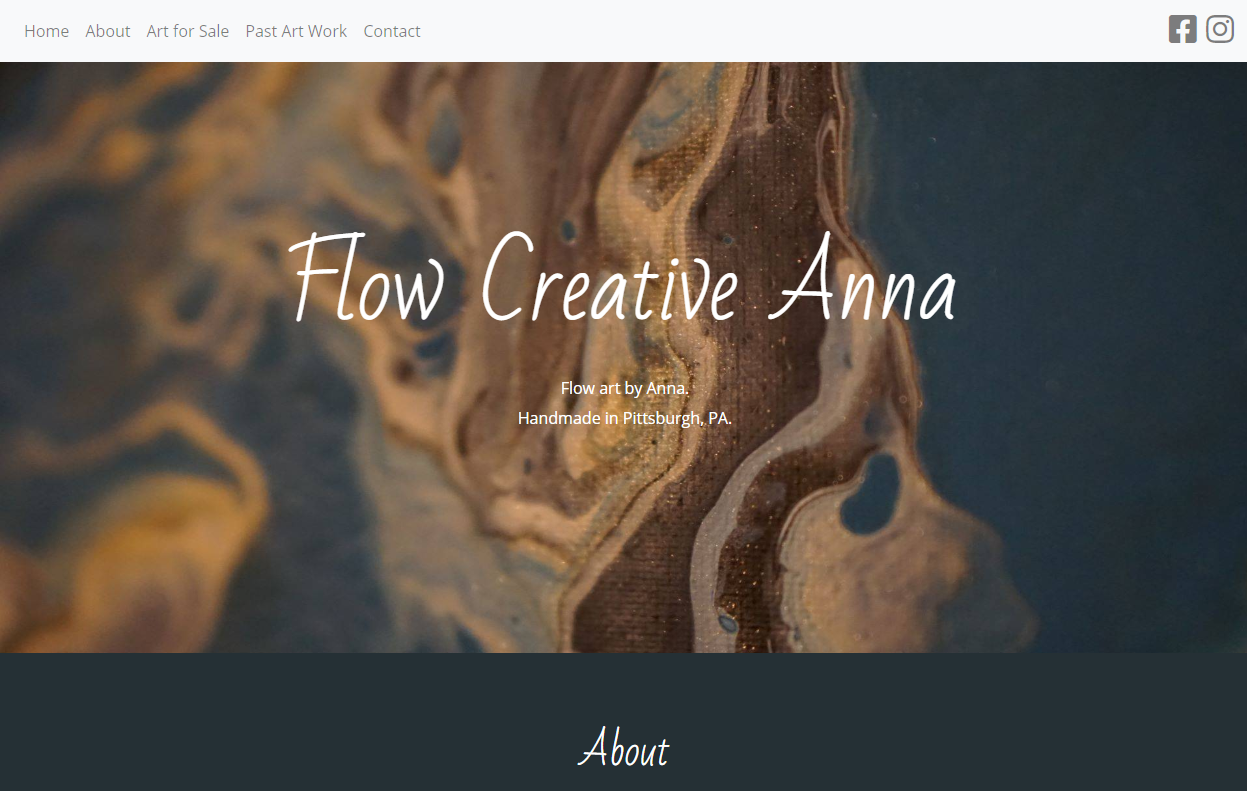 Home About Art for Sale Past Art Work Contact
Flow Creative Anna
Flow art by Anna.
Handmade in Pittsburgh, PA.
About